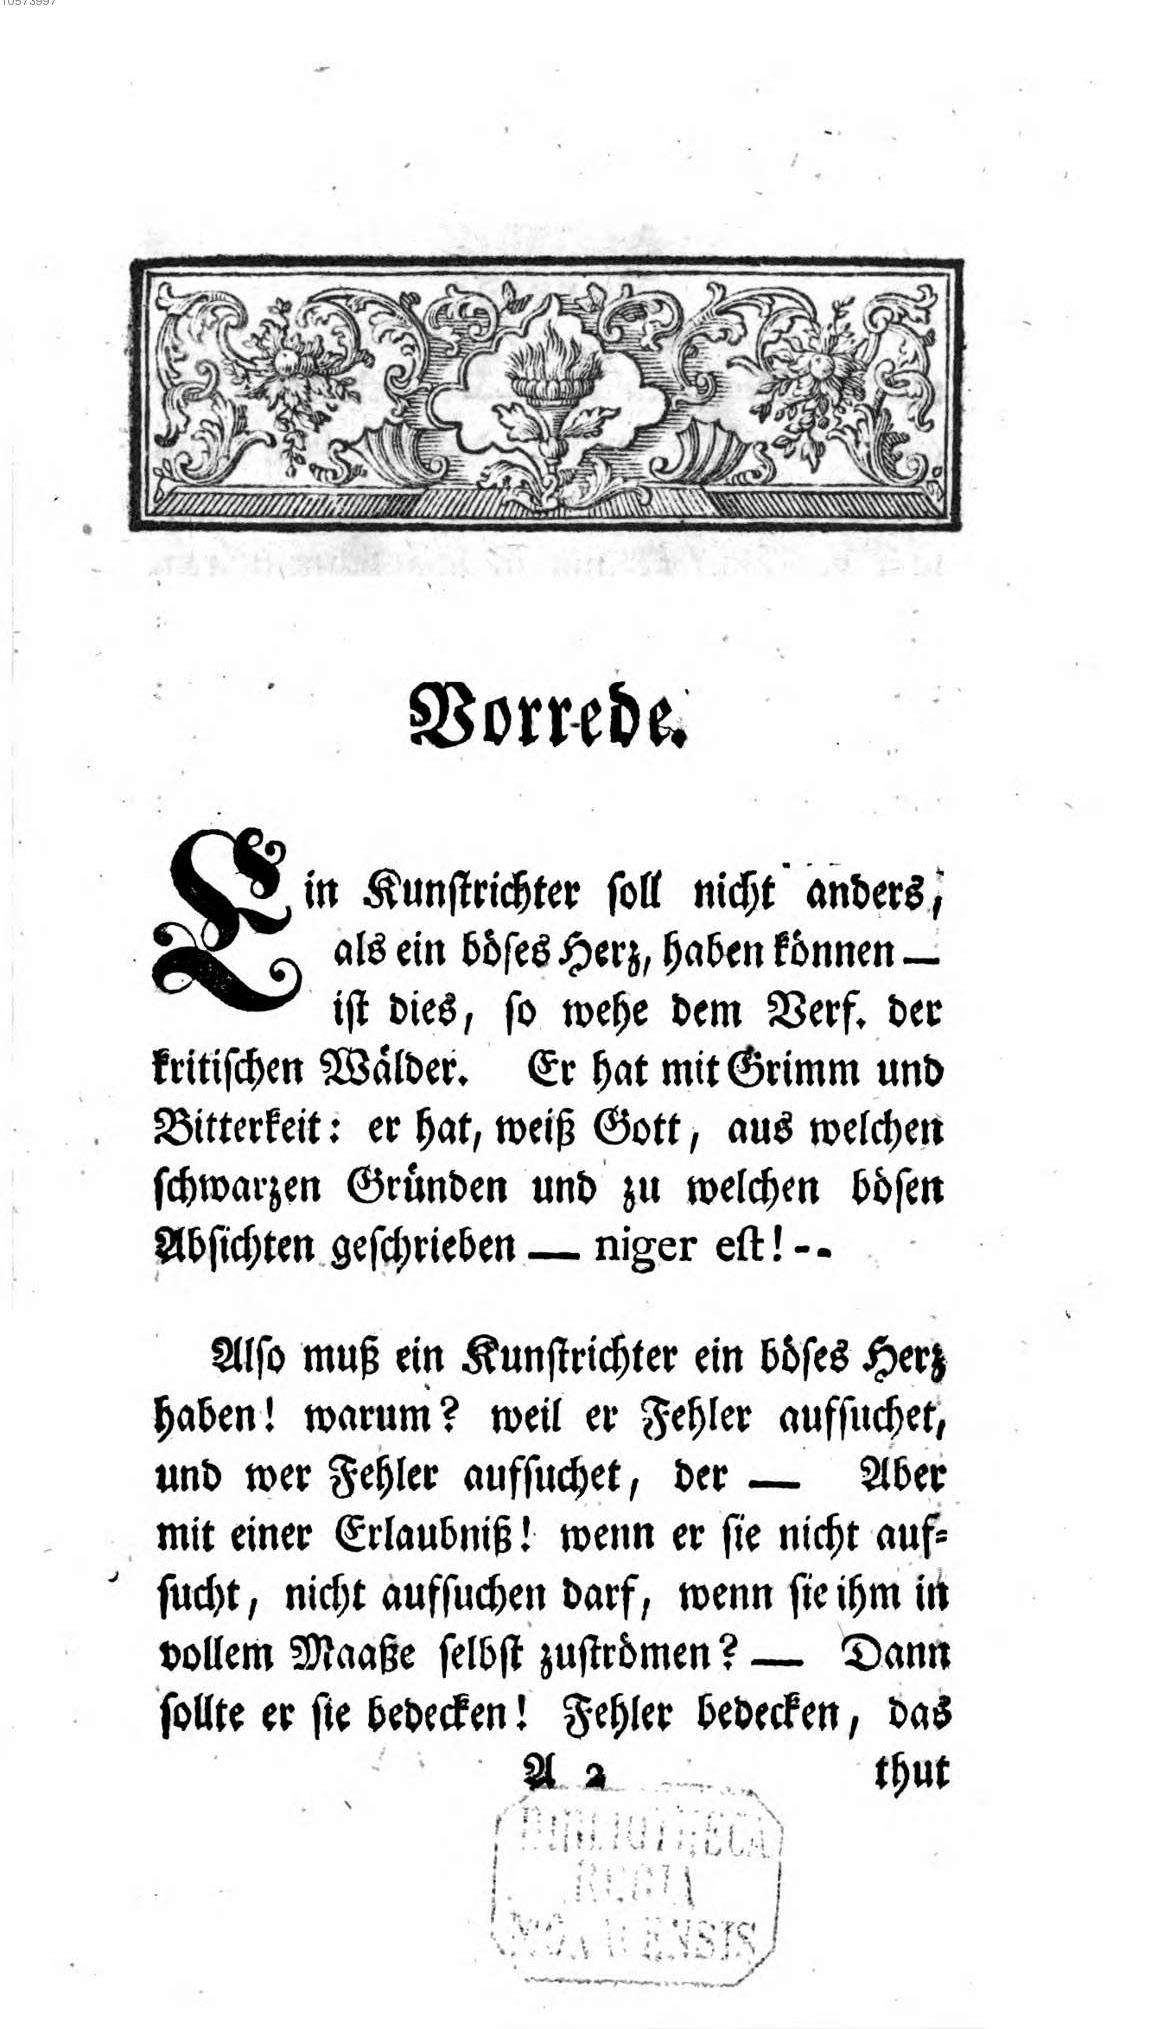 10573997
Vorrede.
Ein Kunstrichter soll nicht anders,
als ein böses Herz, haben können —
ist dies, so wehe dem Verf. der
kritischen Wälder. Er hat mit Grimm und
Bitterkeit: er hat, weiß Gott, aus welchen
schwarzen Gründen und zu welchen bösen
Absichten geschrieben — niger est! --
Also muß ein Kunstrichter ein böses Herz
haben! warum? weil er Fehler aufsuchet,
und wer Fehler aufsuchet, der — Aber
mit einer Erlaubniß! wenn er sie nicht auf-
sucht, nicht aufsuchen darf, wenn sie ihm in
vollem Maaße selbst zuströmen? — Dann
sollte er sie bedecken! Fehler bedecken, das
A 2 thut
BIBLIOTHECA
REGIA
MONACENSIS